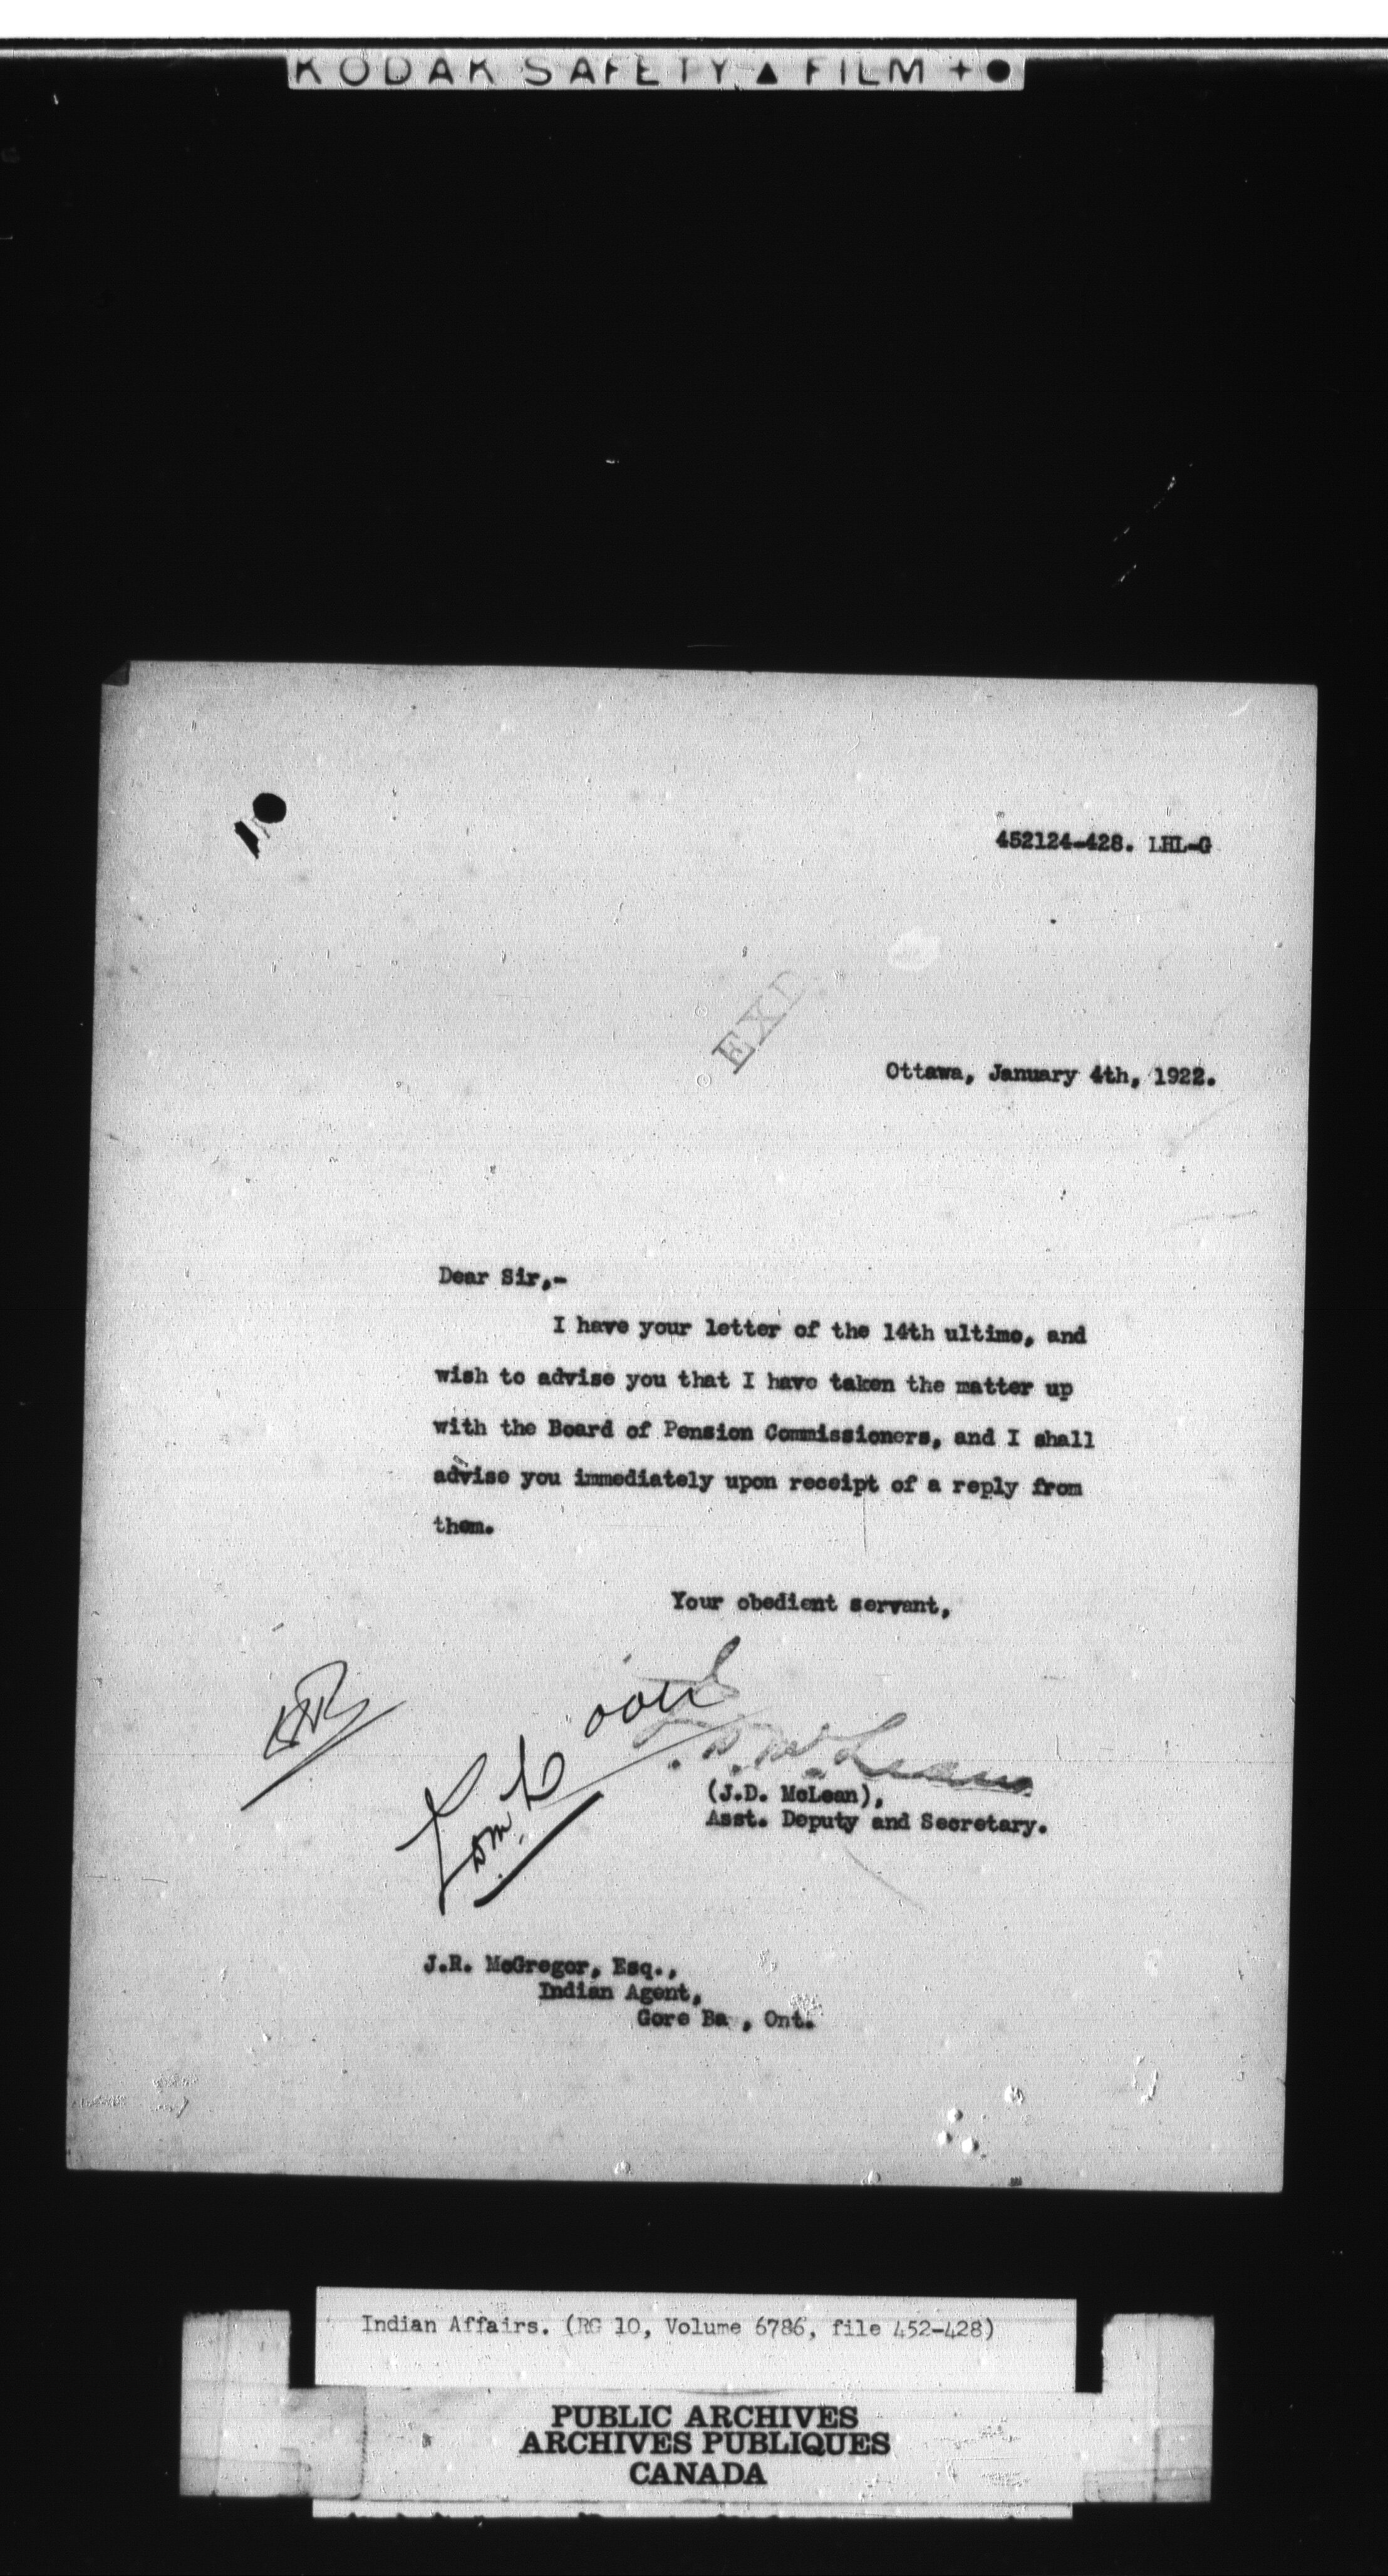 KODAK SAFETY ▲ FILM + ●
452124-428. LHL-G
EXD
Ottawa, January 4th, 1922.
Dear Sir,-
I have your letter of the 14th ultimo, and
wish to advise you that I have taken the matter up
with the Board of Pension Commissioners, and I shall
advise you immediately upon receipt of a reply from
them.
Your obedient servant,
J.D. McLean
(J.D. McLean),
Asst. Deputy and Secretary.
J.R. McGregor, Esq.,
Indian Agent,
Gore Ba , Ont.
Indian Affairs. (RG 10, Volume 6786, file 452-428)
PUBLIC ARCHIVES
ARCHIVES PUBLIQUES
CANADA